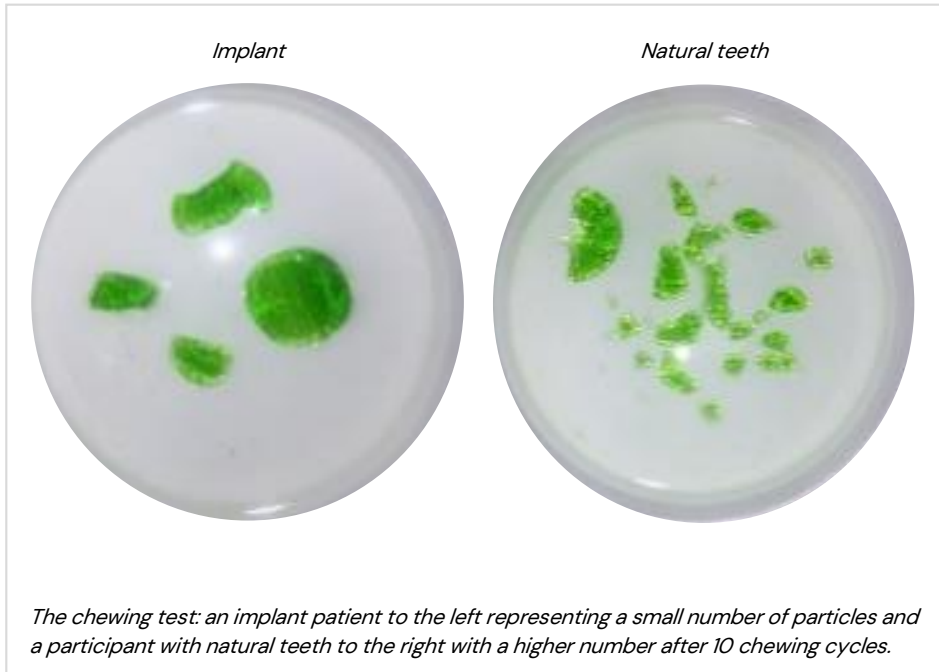 Implant
Natural teeth
The chewing test: an implant patient to the left representing a small number of particles and
a participant with natural teeth to the right with a higher number after 10 chewing cycles.